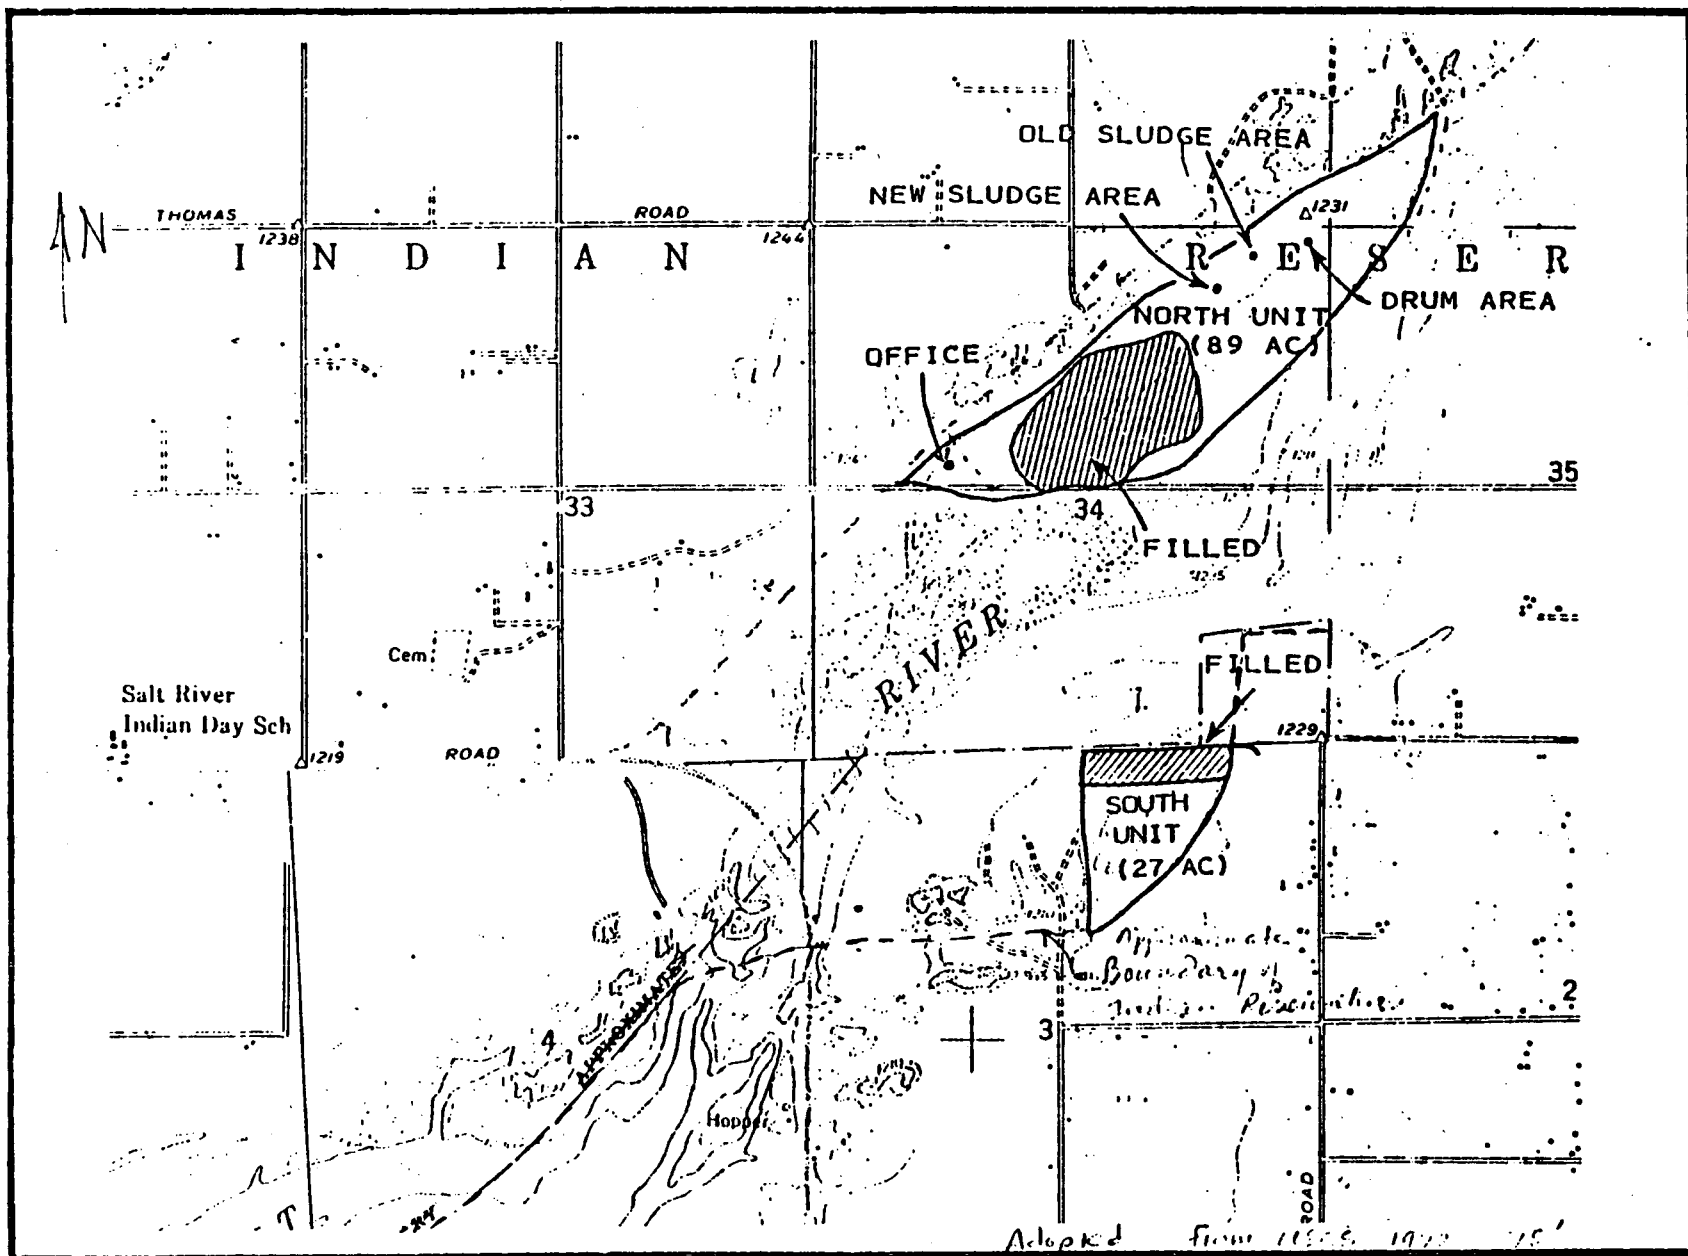 OLD SLUDGE AREA
NEW SLUDGE AREA
N
THOMAS
ROAD
1231
1238
1244
I N D I A N
R E S E R
DRUM AREA
NORTH UNIT
(89 AC)
OFFICE
35
33
34
FILLED
1215
RIVER
FILLED
Cem
Salt River
Indian Day Sch
1229
1219
ROAD
SOUTH
UNIT
(27 AC)
Approximate
Boundary of
Indian Reservation
APPROXIMATE
2
3
4
Hopper
ROAD
T
Adopted from USGS